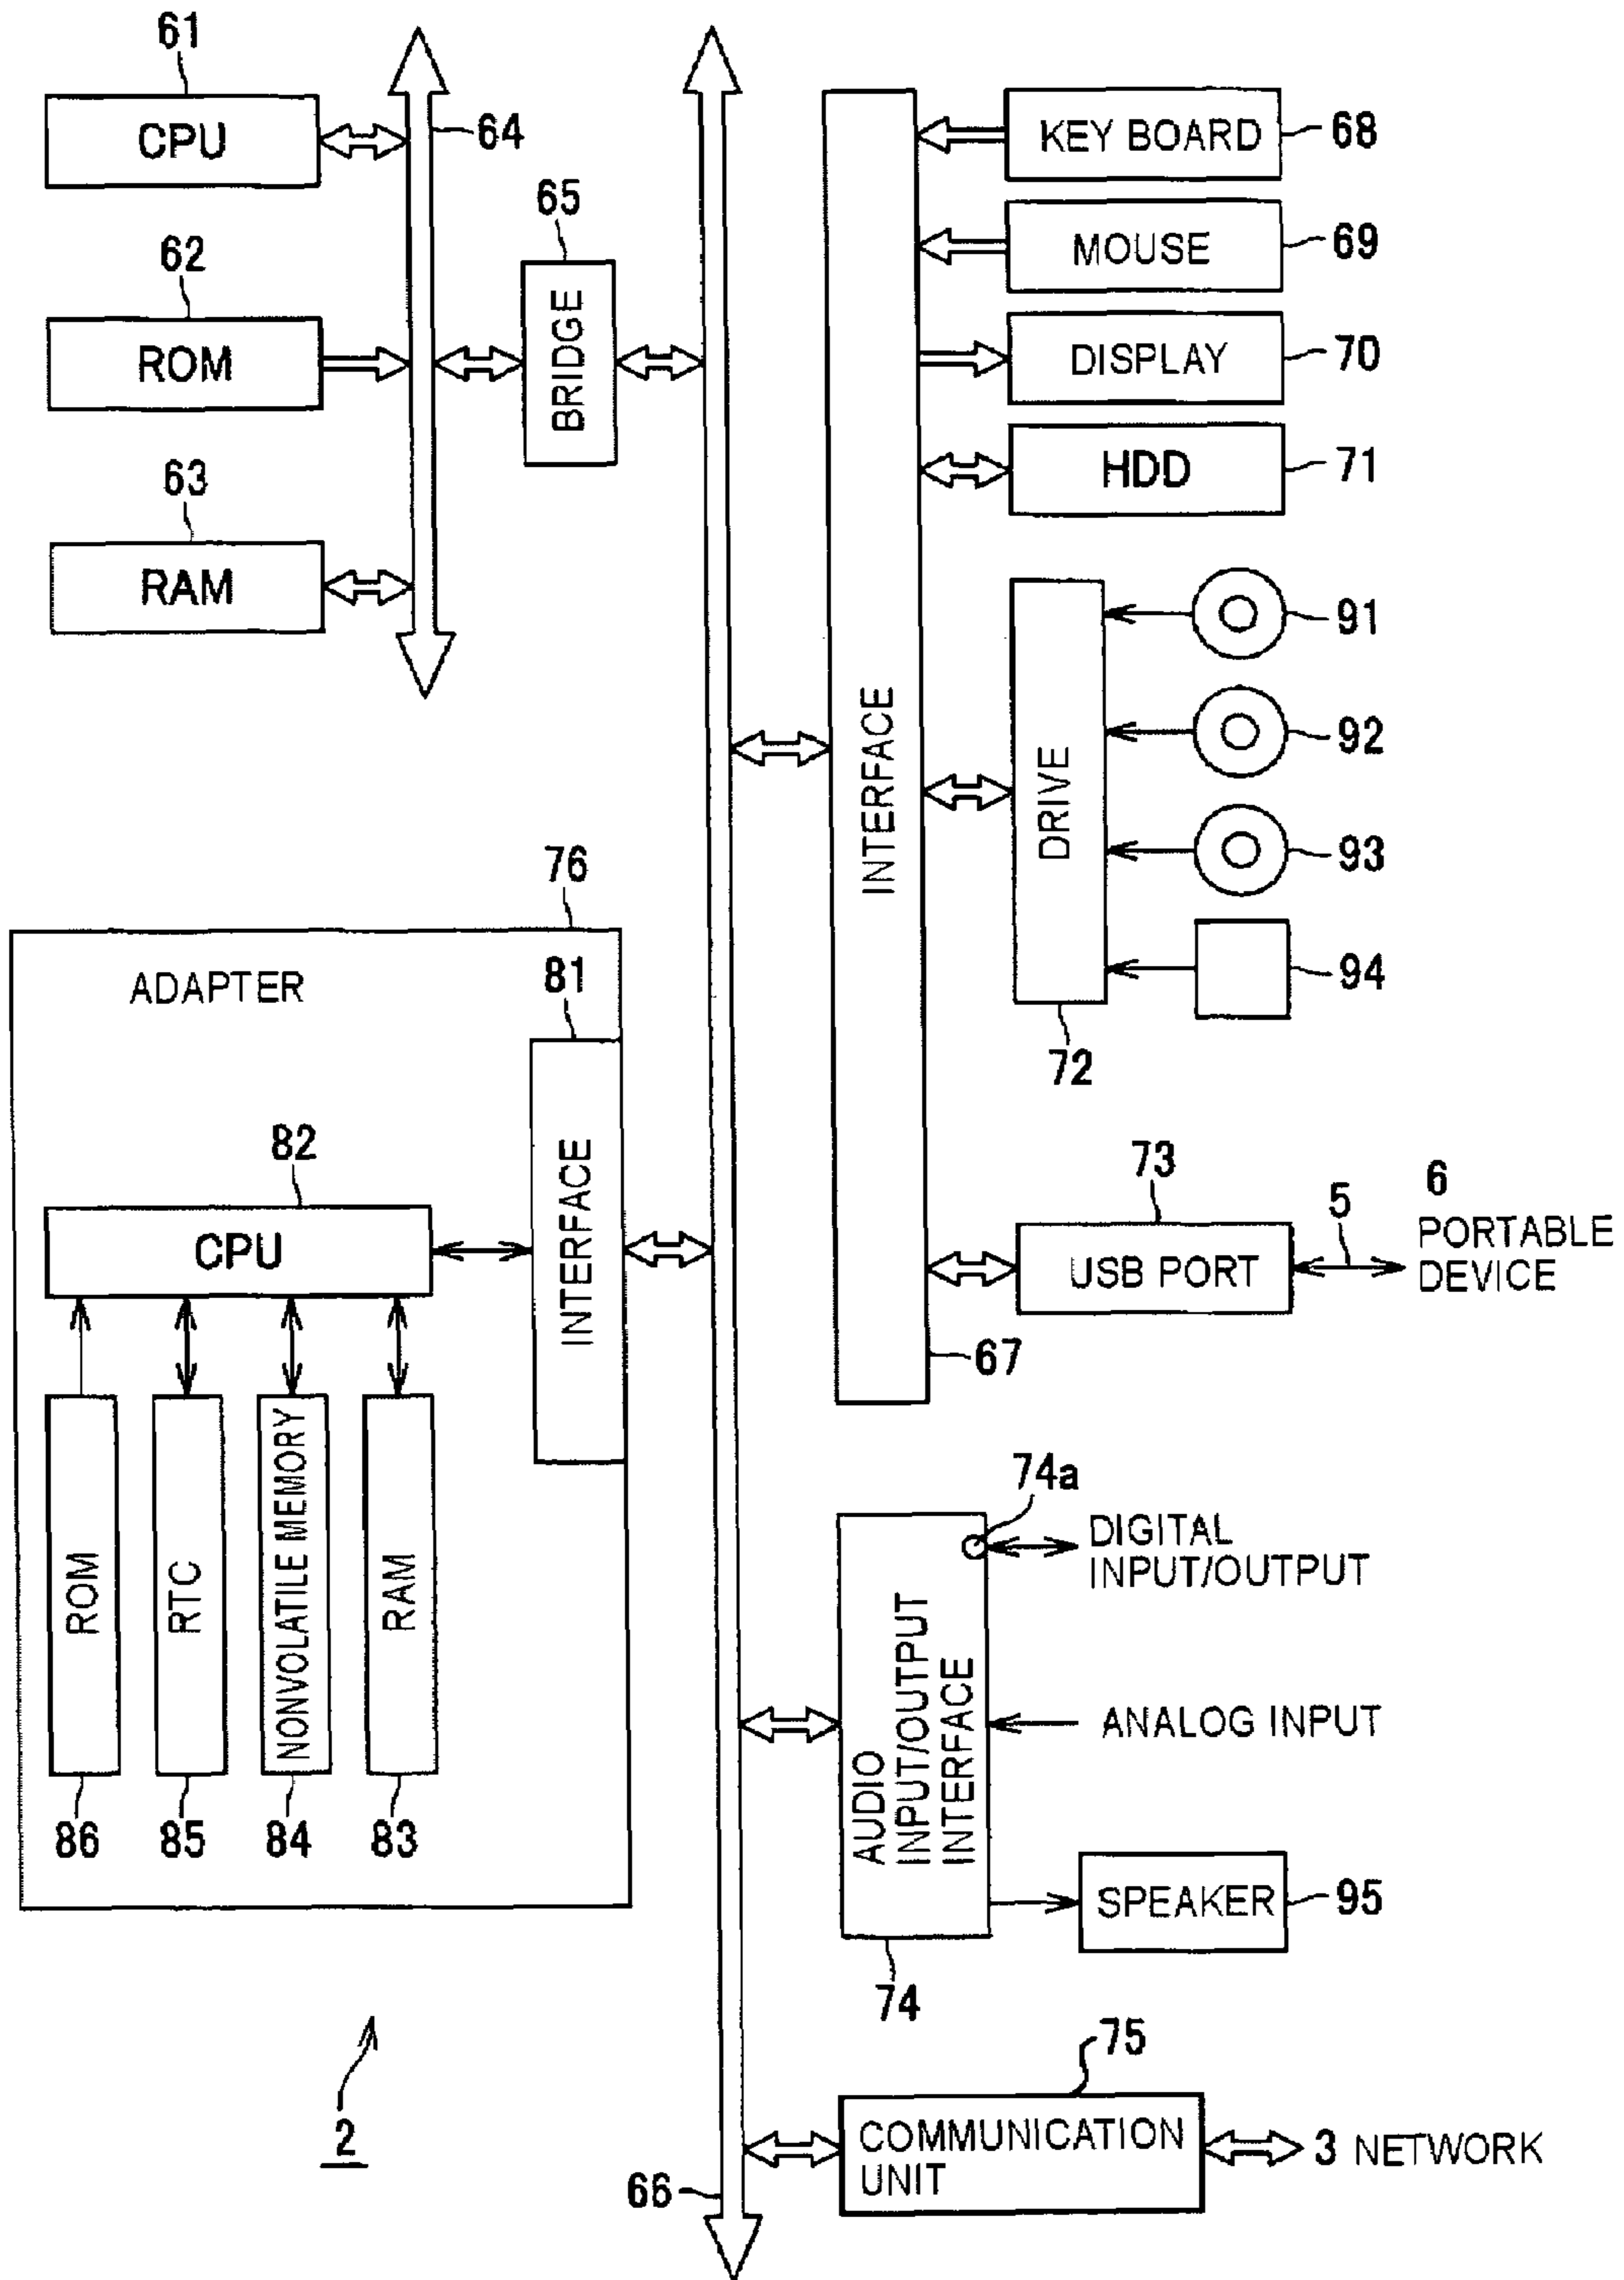 61
CPU
64
62
ROM
65
BRIDGE
63
RAM
KEY BOARD
68
MOUSE
69
DISPLAY
70
HDD
71
INTERFACE
67
DRIVE
72
91
92
93
94
76
ADAPTER
81
INTERFACE
82
CPU
ROM
RTC
NONVOLATILE MEMORY
RAM
86
85
84
83
73
USB PORT
5
6
PORTABLE
DEVICE
74a
DIGITAL
INPUT/OUTPUT
AUDIO
INPUT/OUTPUT
INTERFACE
ANALOG INPUT
SPEAKER
95
74
75
COMMUNICATION
UNIT
3 NETWORK
66
2